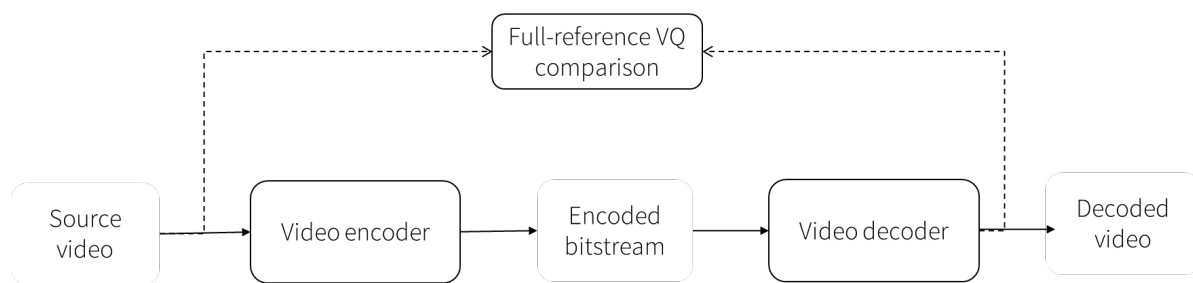 Full-reference VQ
comparison
Source
video
Video encoder
Encoded
bitstream
Video decoder
Decoded
video